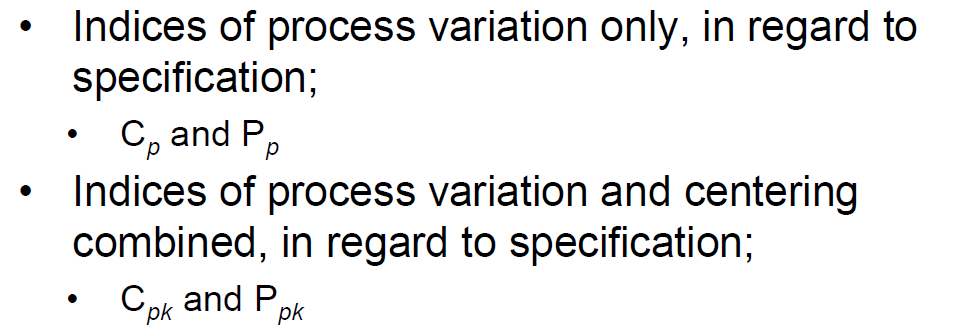 • Indices of process variation only, in regard to
specification;
• Cp and Pp
• Indices of process variation and centering
combined, in regard to specification;
• Cpk and Ppk